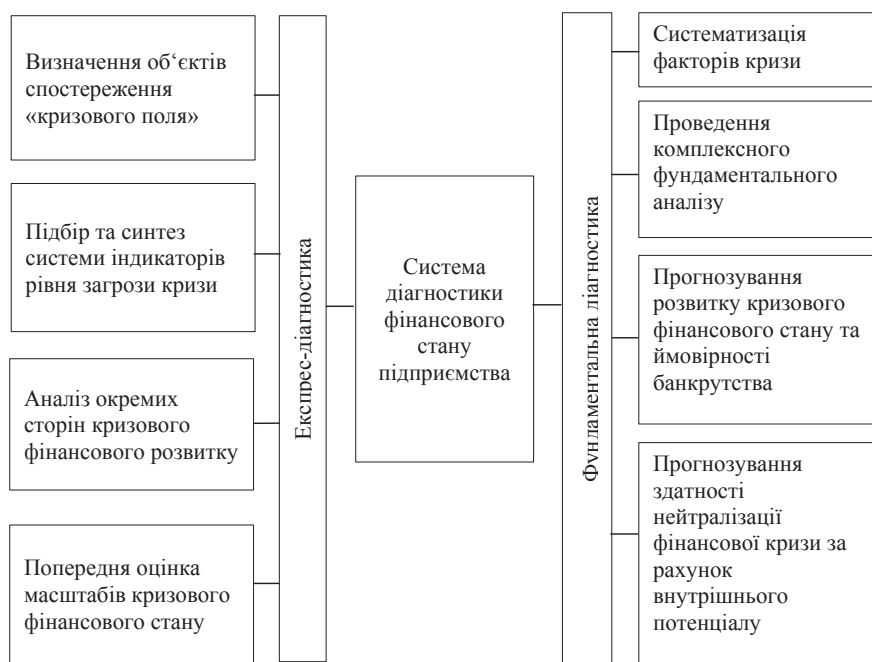 Визначення об‘єктів
спостереження
«кризового поля»
Підбір та синтез
системи індикаторів
рівня загрози кризи
Аналіз окремих
сторін кризового
фінансового розвитку
Попередня оцінка
масштабів кризового
фінансового стану
Експрес-діагностика
Система
діагностики
фінансового
стану
підприємства
Фундаментальна діагностика
Систематизація
факторів кризи
Проведення
комплексного
фундаментального
аналізу
Прогнозування
розвитку кризового
фінансового стану та
ймовірності
банкрутства
Прогнозування
здатності
нейтралізації
фінансової кризи за
рахунок
внутрішнього
потенціалу